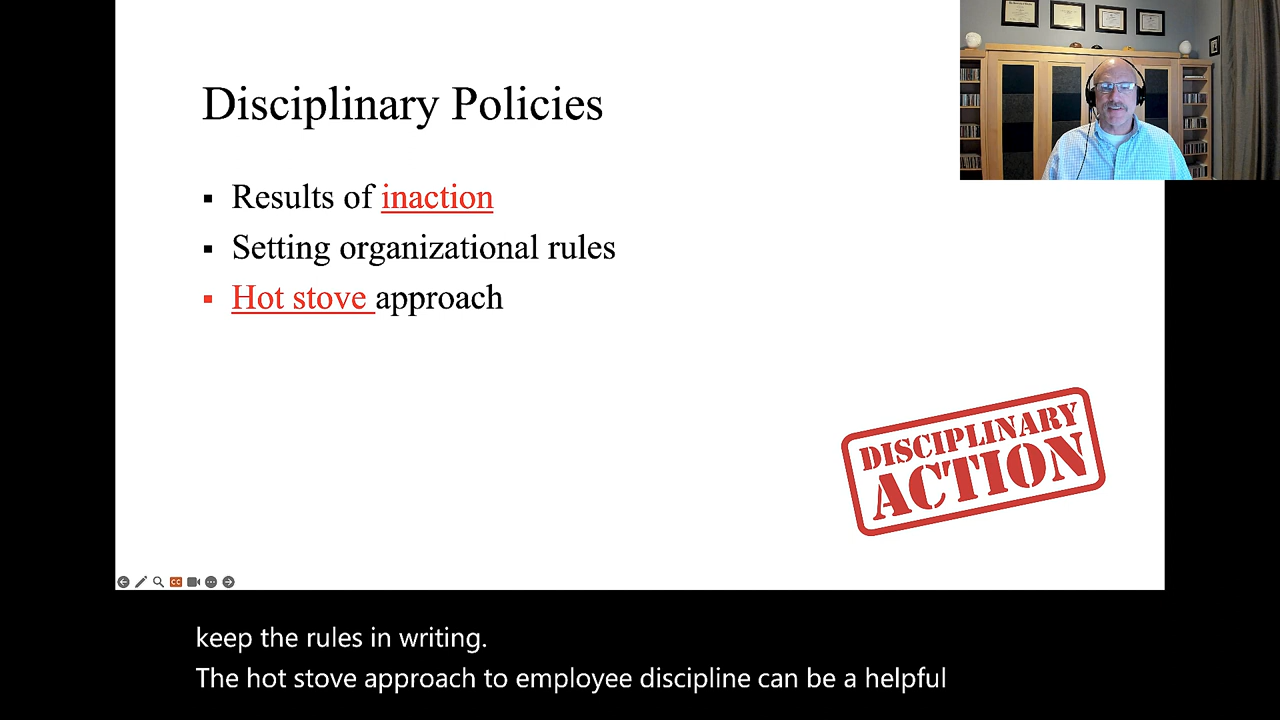 Disciplinary Policies
▪ Results of inaction
▪ Setting organizational rules
▪ Hot stove approach
DISCIPLINARY
ACTION
CC
keep the rules in writing.
The hot stove approach to employee discipline can be a helpful